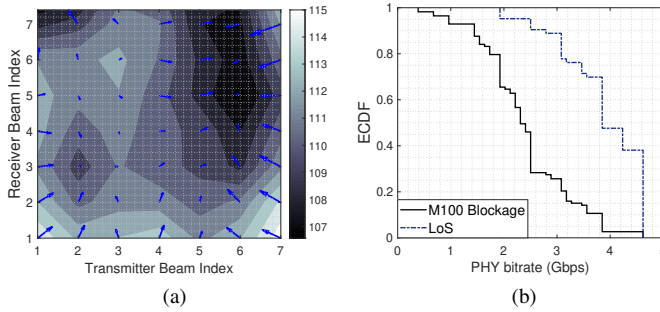 Receiver Beam Index
7
6
5
4
3
2
1
1 2 3 4 5 6 7
Transmitter Beam Index
115
114
113
112
111
110
109
108
107
(a)
ECDF
1
0.8
0.6
0.4
0.2
0
0 1 2 3 4
M100 Blockage
LoS
PHY bitrate (Gbps)
(b)